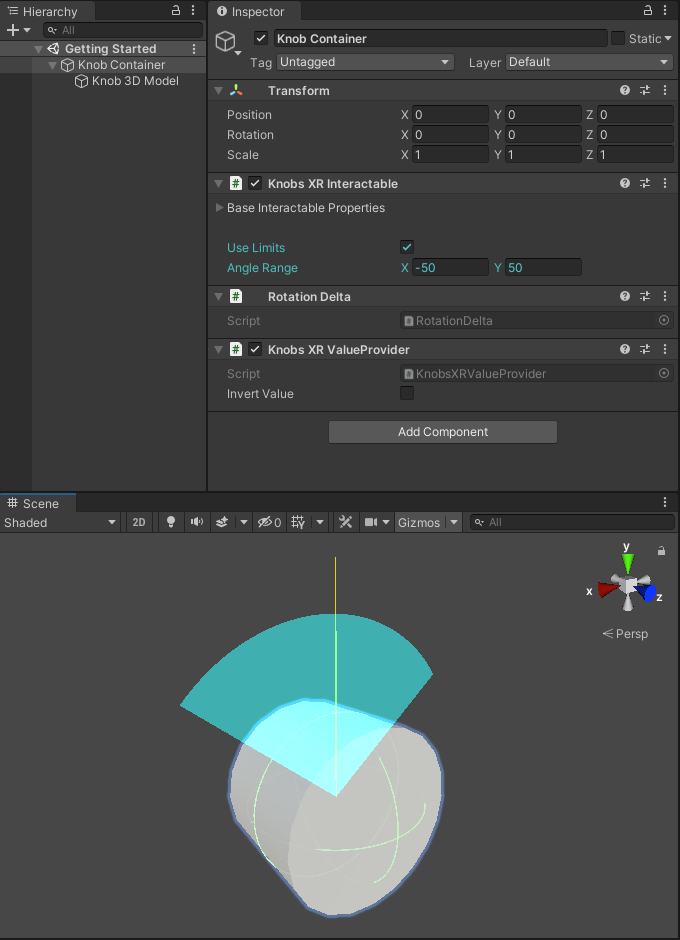 Hierarchy
All
Getting Started
Knob Container
Knob 3D Model
Inspector
Knob Container Static
Tag Untagged Layer Default
Transform
Position X 0 Y 0 Z 0
Rotation X 0 Y 0 Z 0
Scale X 1 Y 1 Z 1
# Knobs XR Interactable
Base Interactable Properties
Use Limits
Angle Range X -50 Y 50
# Rotation Delta
Script RotationDelta
# Knobs XR ValueProvider
Script KnobsXRValueProvider
Invert Value
Add Component
Scene
Shaded 2D 0 Gizmos All
y
x
z
Persp